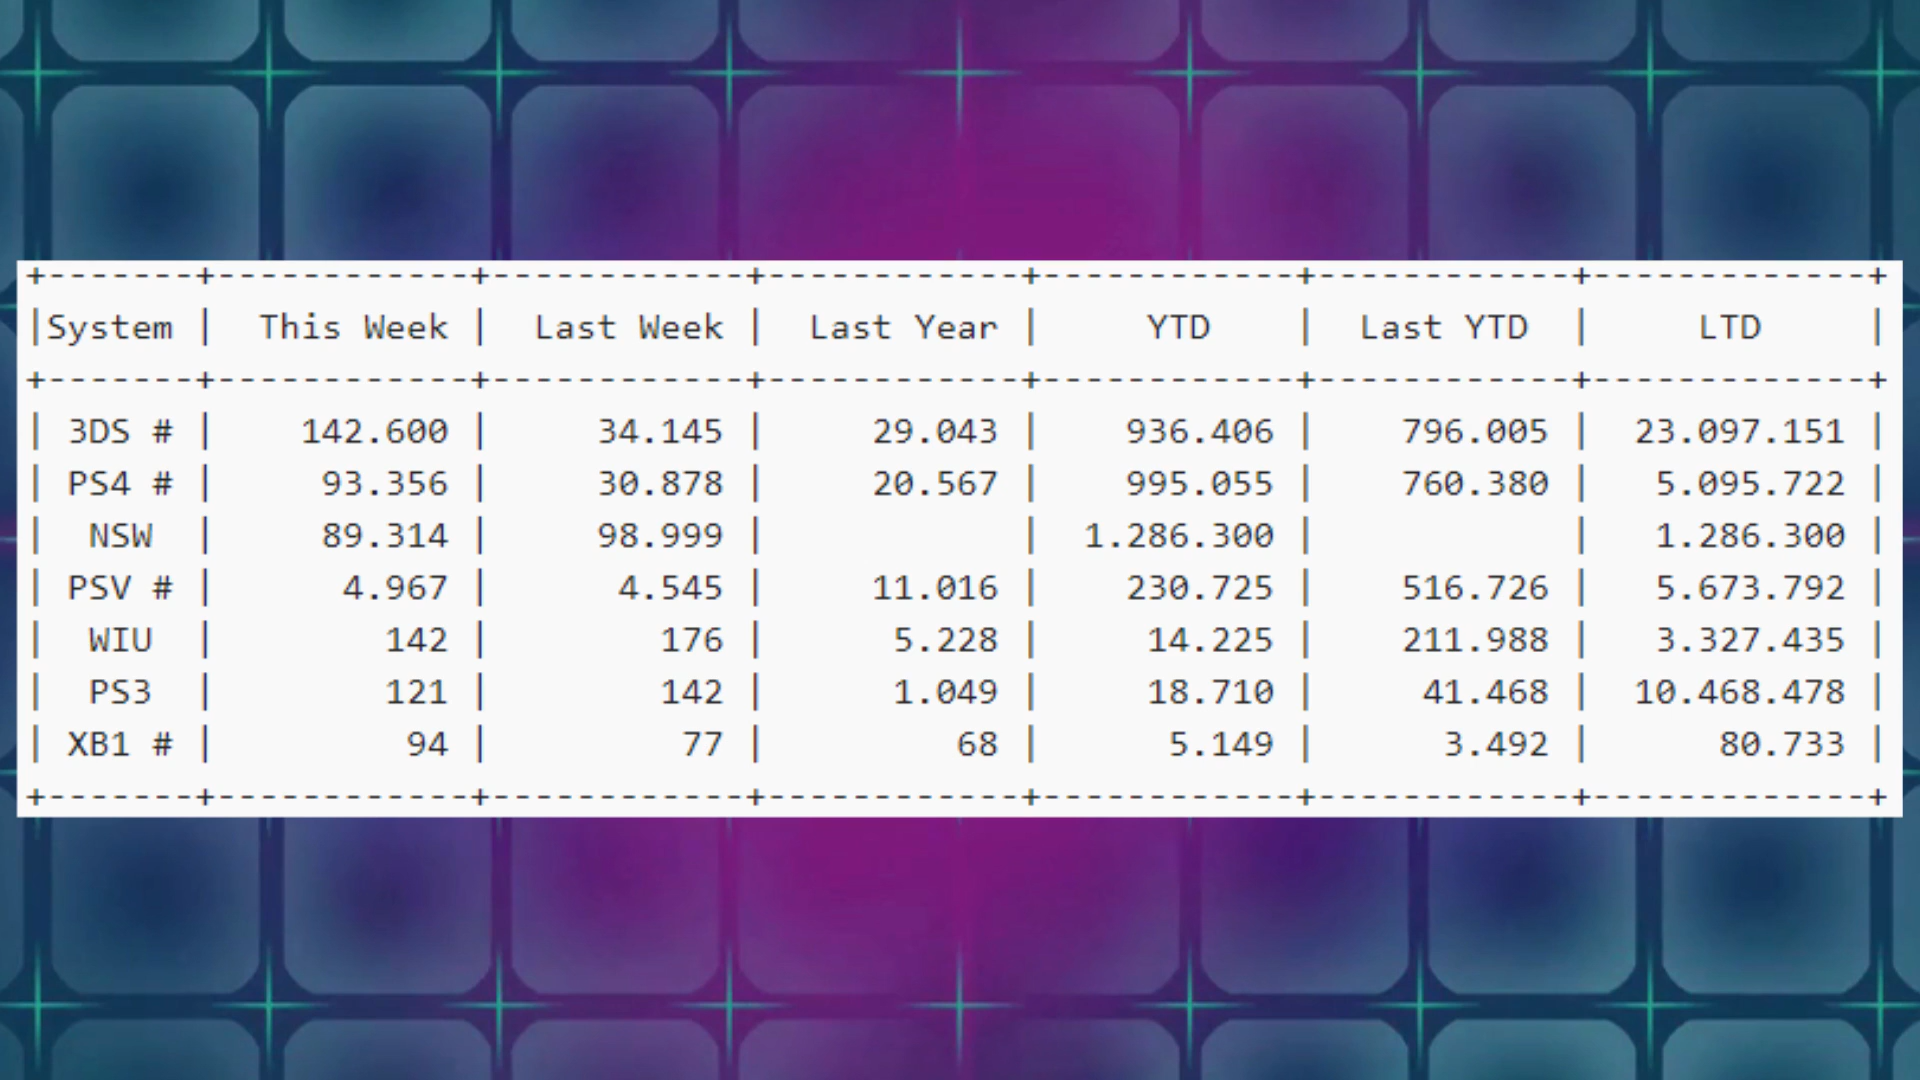 +-------+------------+------------+------------+------------+------------+-------------+
|System |  This Week |  Last Week |  Last Year |     YTD    |  Last YTD  |     LTD     |
+-------+------------+------------+------------+------------+------------+-------------+
| 3DS # |    142.600 |     34.145 |     29.043 |    936.406 |    796.005 |  23.097.151 |
| PS4 # |     93.356 |     30.878 |     20.567 |    995.055 |    760.380 |   5.095.722 |
|  NSW  |     89.314 |     98.999 |            |  1.286.300 |            |   1.286.300 |
| PSV # |      4.967 |      4.545 |     11.016 |    230.725 |    516.726 |   5.673.792 |
|  WIU  |        142 |        176 |      5.228 |     14.225 |    211.988 |   3.327.435 |
|  PS3  |        121 |        142 |      1.049 |     18.710 |     41.468 |  10.468.478 |
| XB1 # |         94 |         77 |         68 |      5.149 |      3.492 |      80.733 |
+-------+------------+------------+------------+------------+------------+-------------+